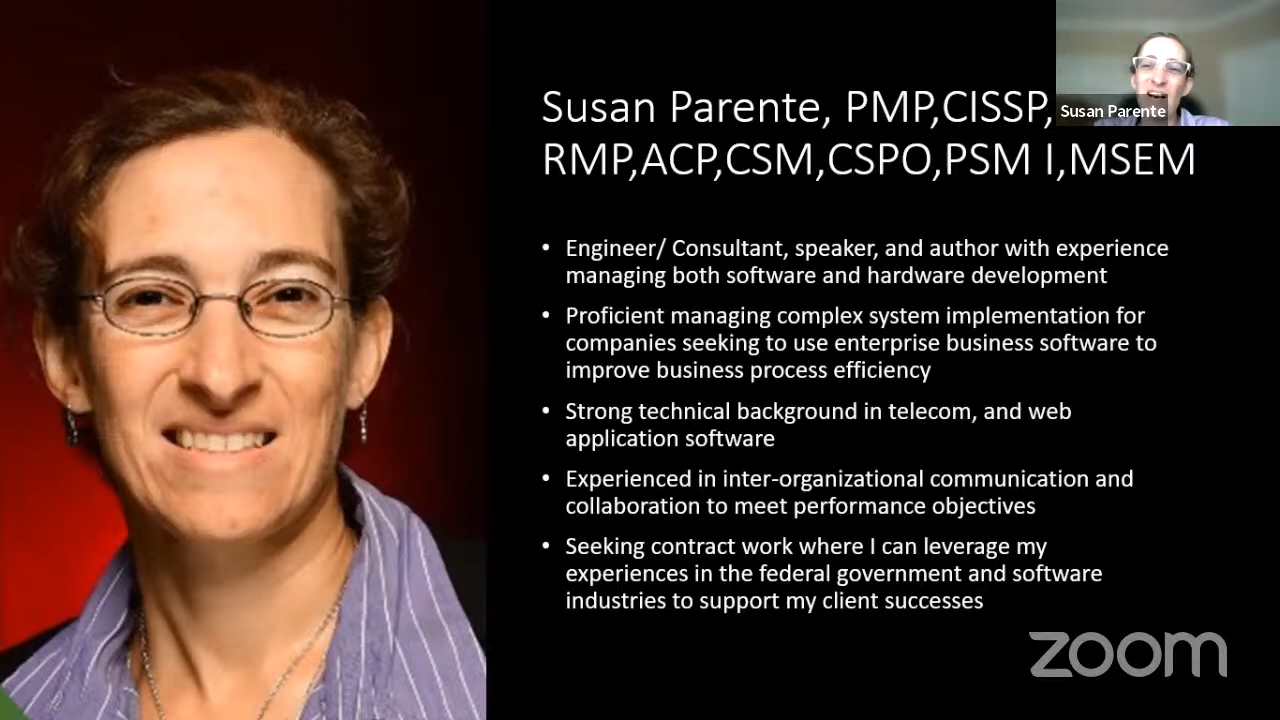 Susan Parente, PMP,CISSP,
RMP,ACP,CSM,CSPO,PSM I,MSEM
Susan Parente
• Engineer/ Consultant, speaker, and author with experience
managing both software and hardware development
• Proficient managing complex system implementation for
companies seeking to use enterprise business software to
improve business process efficiency
• Strong technical background in telecom, and web
application software
• Experienced in inter-organizational communication and
collaboration to meet performance objectives
• Seeking contract work where I can leverage my
experiences in the federal government and software
industries to support my client successes
zoom